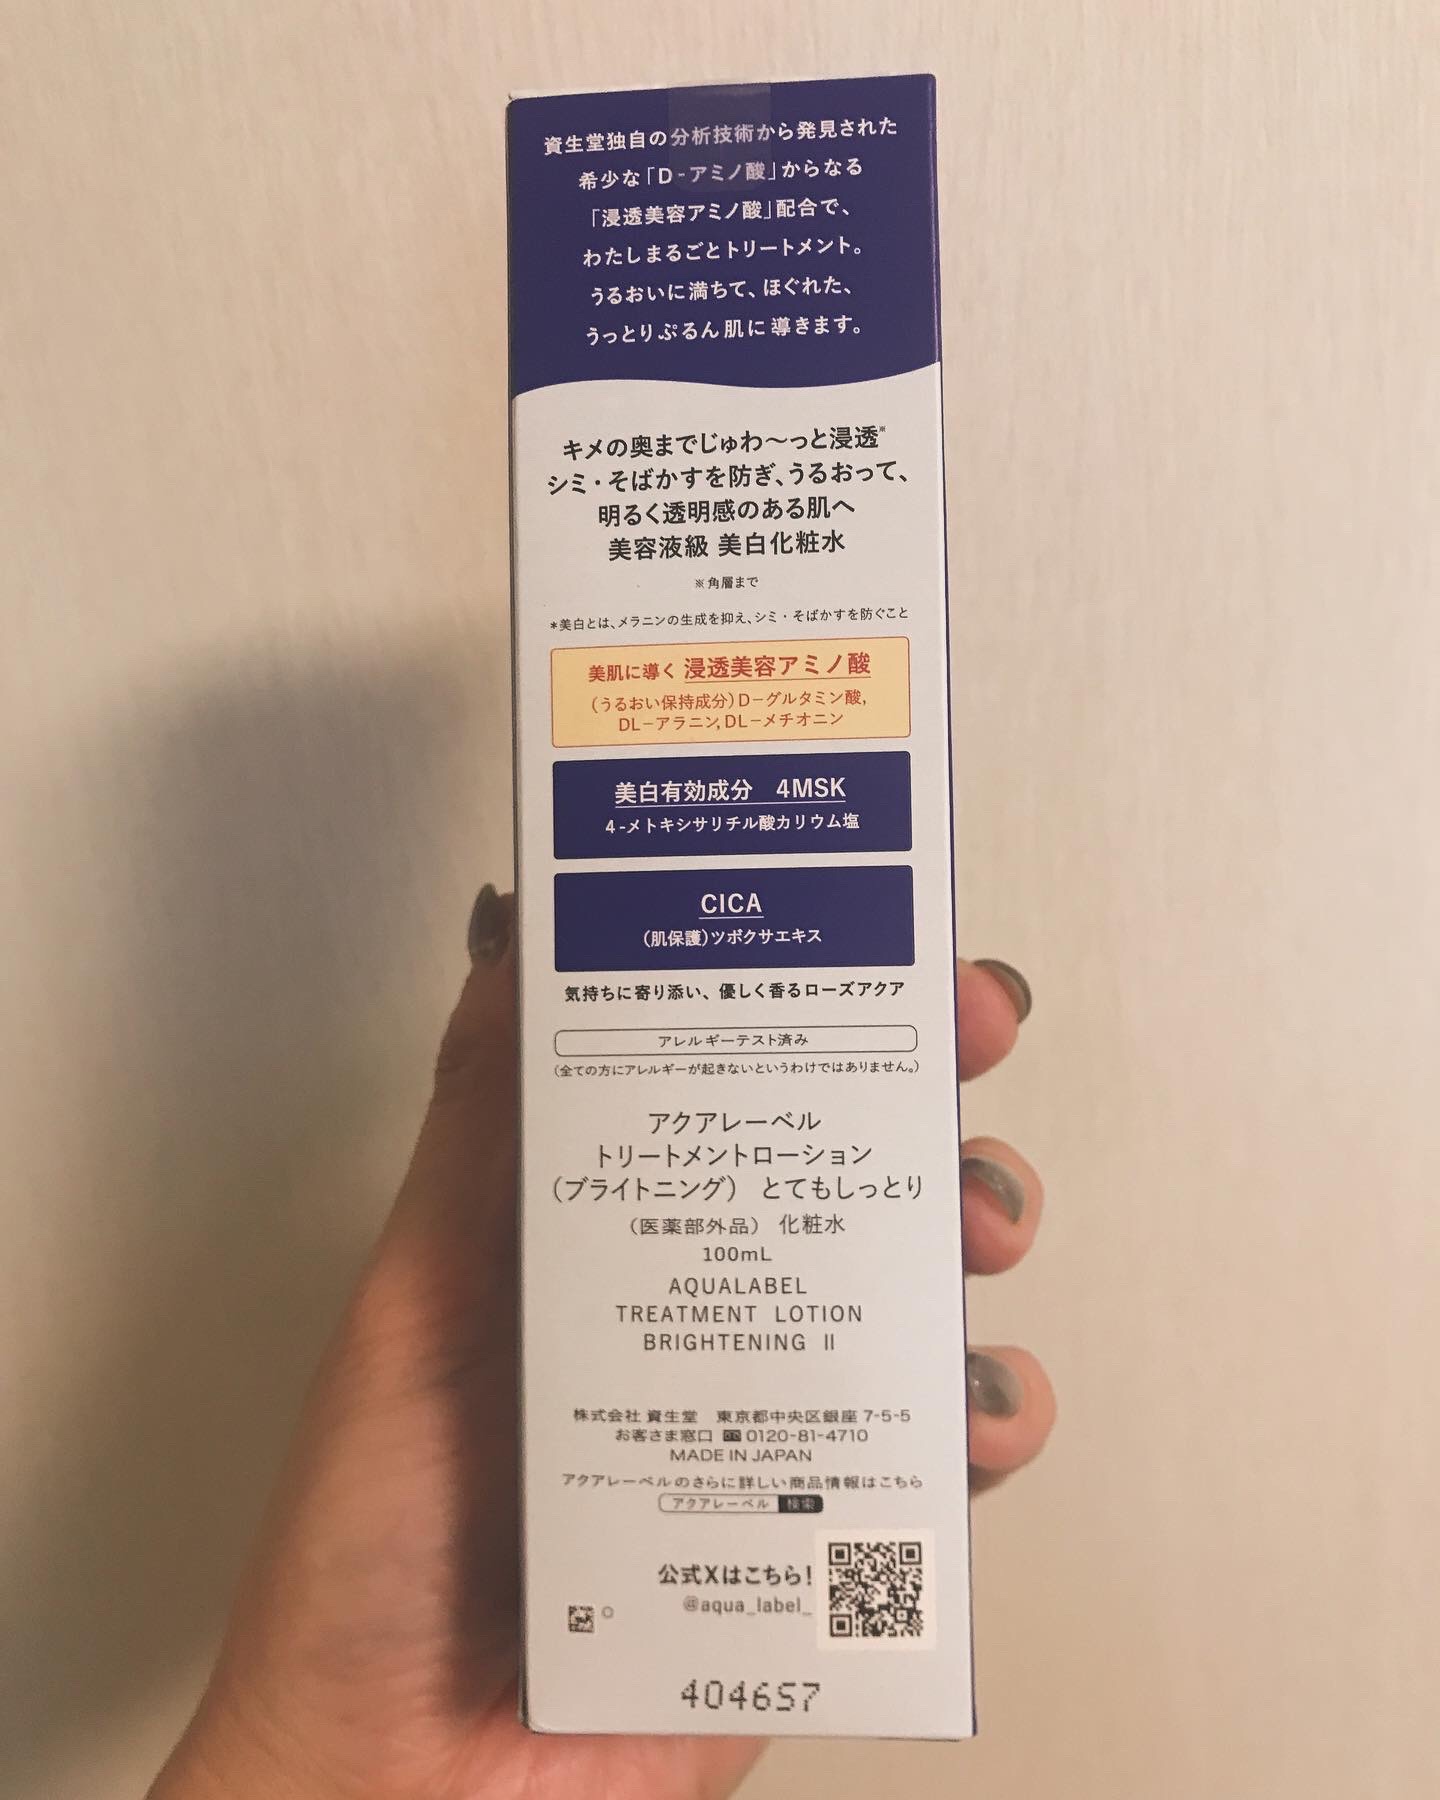 資生堂独自の分析技術から発見された
希少な「D-アミノ酸」からなる
「浸透美容アミノ酸」配合で、
わたしまるごとトリートメント。
うるおいに満ちて、ほぐれた、
うっとりぷるん肌に導きます。
キメの奥までじゅわ〜っと浸透※
シミ・そばかすを防ぎ、うるおって、
明るく透明感のある肌へ
美容液級 美白化粧水
※角層まで
*美白とは、メラニンの生成を抑え、シミ・そばかすを防ぐこと
美肌に導く 浸透美容アミノ酸
(うるおい保持成分)D-グルタミン酸,
DL-アラニン,DL-メチオニン
美白有効成分 4MSK
4-メトキシサリチル酸カリウム塩
CICA
(肌保護)ツボクサエキス
気持ちに寄り添い、優しく香るローズアクア
アレルギーテスト済み
(全ての方にアレルギーが起きないというわけではありません。)
アクアレーベル
トリートメントローション
(ブライトニング) とてもしっとり
(医薬部外品) 化粧水
100mL
AQUALABEL
TREATMENT LOTION
BRIGHTENING II
株式会社 資生堂 東京都中央区銀座 7-5-5
お客さま窓口 0120-81-4710
MADE IN JAPAN
アクアレーベルのさらに詳しい商品情報はこちら
アクアレーベル 検索
公式Xはこちら!
@aqua_label_
404657